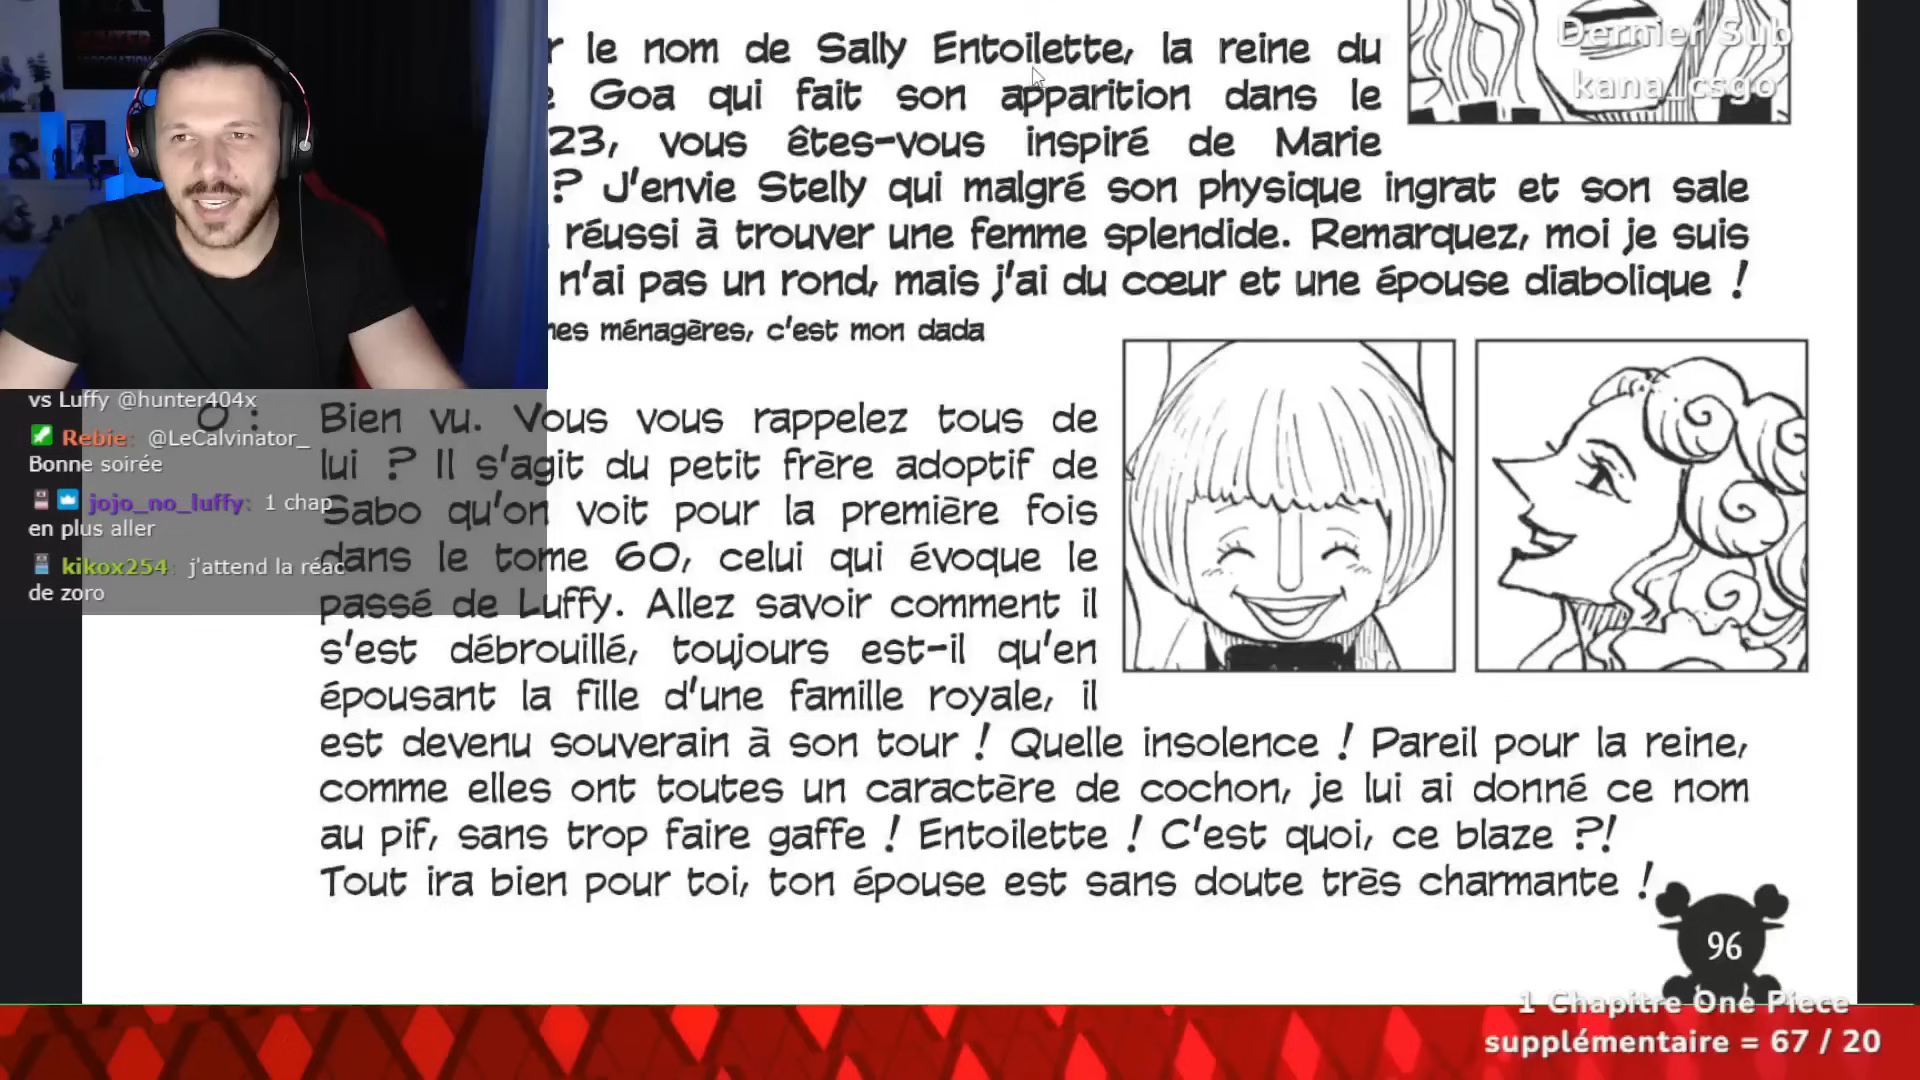 r le nom de Sally Entoilette, la reine du
Goa qui fait son apparition dans le
23, vous êtes-vous inspiré de Marie
? J'envie Stelly qui malgré son physique ingrat et son sale
réussi à trouver une femme splendide. Remarquez, moi je suis
n'ai pas un rond, mais j'ai du cœur et une épouse diabolique !
nes ménagères, c'est mon dada
Dernier Sub
kana_csgo
vs Luffy @hunter404x
Rebie: @LeCalvinator_
Bonne soirée
jojo_no_luffy: 1 chap
en plus aller
kikox254: j'attend la réac
de zoro
O : Bien vu. Vous vous rappelez tous de
lui ? Il s'agit du petit frère adoptif de
Sabo qu'on voit pour la première fois
dans le tome 60, celui qui évoque le
passé de Luffy. Allez savoir comment il
s'est débrouillé, toujours est-il qu'en
épousant la fille d'une famille royale, il
est devenu souverain à son tour ! Quelle insolence ! Pareil pour la reine,
comme elles ont toutes un caractère de cochon, je lui ai donné ce nom
au pif, sans trop faire gaffe ! Entoilette ! C'est quoi, ce blaze ?!
Tout ira bien pour toi, ton épouse est sans doute très charmante !
96
1 Chapitre One Piece
supplémentaire = 67 / 20